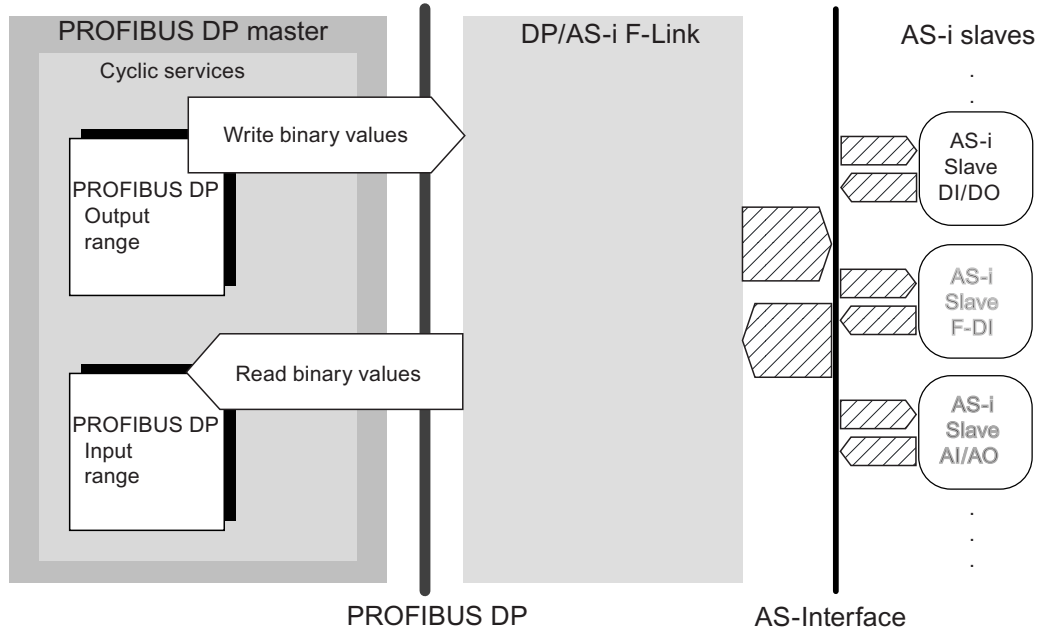 PROFIBUS DP master
Cyclic services
Write binary values
PROFIBUS DP
Output
range
Read binary values
PROFIBUS DP
Input
range
PROFIBUS DP
DP/AS-i F-Link
AS-Interface
AS-i slaves
AS-i
Slave
DI/DO
AS-i
Slave
F-DI
AS-i
Slave
AI/AO